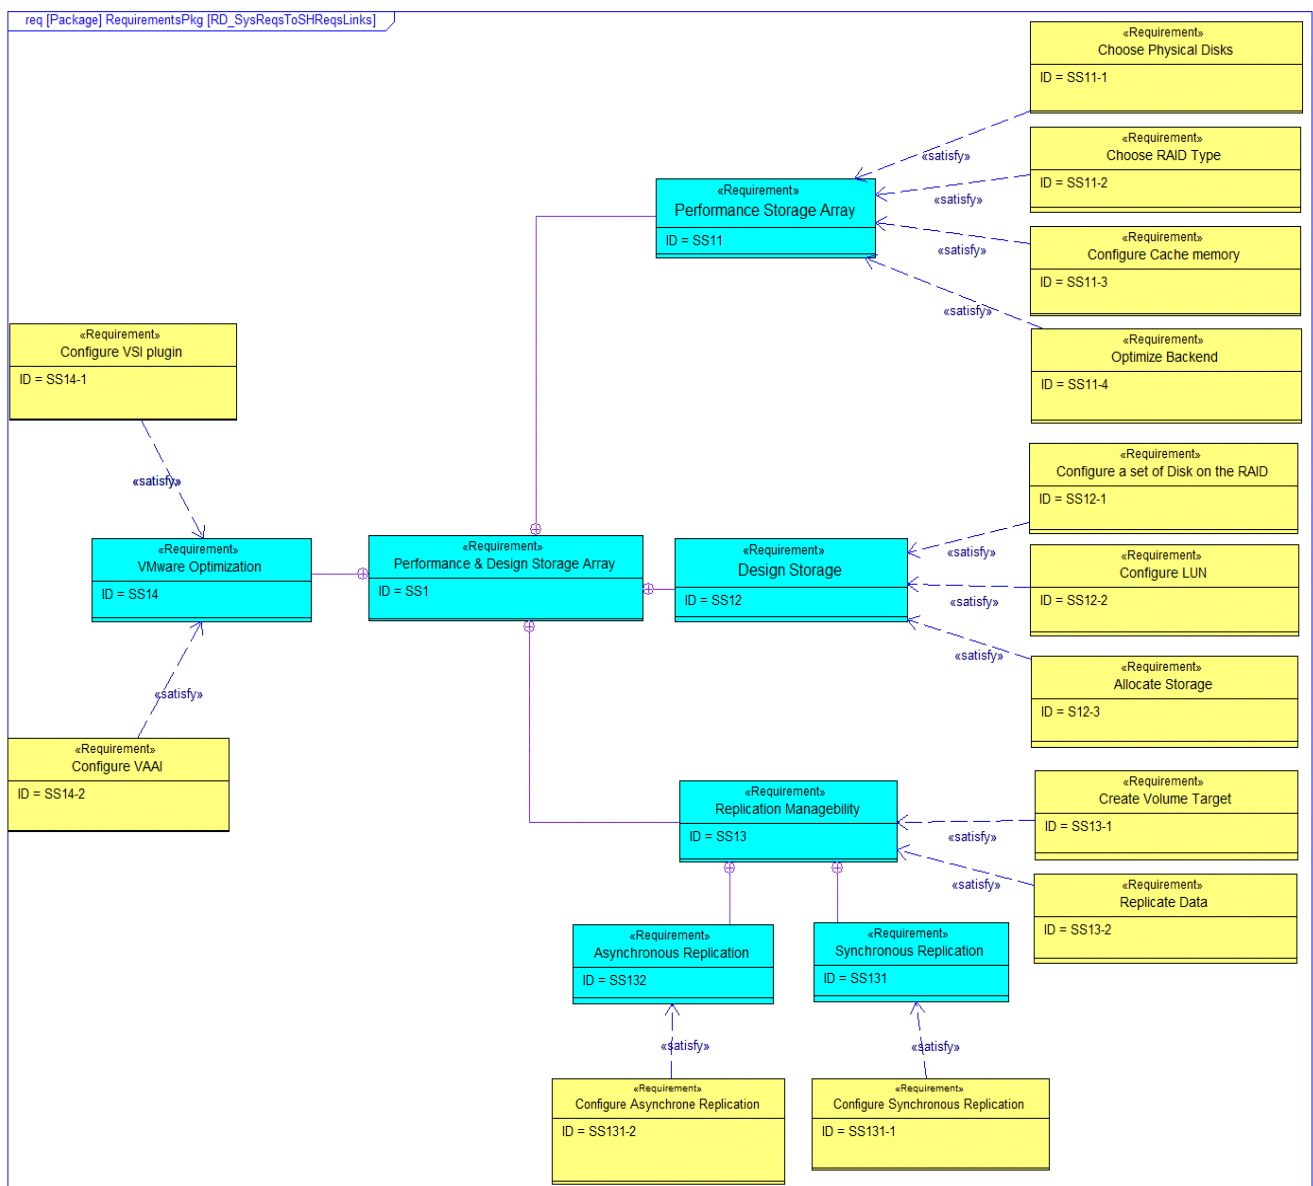 req [Package] RequirementsPkg [RD_SysReqsToSHReqsLinks]
«Requirement»
Choose Physical Disks
ID = SS11-1
«satisfy»
«Requirement»
Choose RAID Type
ID = SS11-2
«satisfy»
«Requirement»
Performance Storage Array
ID = SS11
«Requirement»
Configure Cache memory
ID = SS11-3
«satisfy»
«Requirement»
Optimize Backend
ID = SS11-4
«satisfy»
«Requirement»
Configure VSI plugin
ID = SS14-1
«satisfy»
«Requirement»
Configure a set of Disk on the RAID
ID = SS12-1
«satisfy»
«Requirement»
VMware Optimization
ID = SS14
«Requirement»
Performance & Design Storage Array
ID = SS1
«Requirement»
Design Storage
ID = SS12
«Requirement»
Configure LUN
ID = SS12-2
«satisfy»
«satisfy»
«Requirement»
Allocate Storage
ID = S12-3
«satisfy»
«Requirement»
Configure VAAI
ID = SS14-2
«Requirement»
Replication Managebility
ID = SS13
«Requirement»
Create Volume Target
ID = SS13-1
«satisfy»
«satisfy»
«Requirement»
Replicate Data
ID = SS13-2
«Requirement»
Asynchronous Replication
ID = SS132
«Requirement»
Synchronous Replication
ID = SS131
«satisfy»
«satisfy»
«Requirement»
Configure Asynchrone Replication
ID = SS131-2
«Requirement»
Configure Synchronous Replication
ID = SS131-1